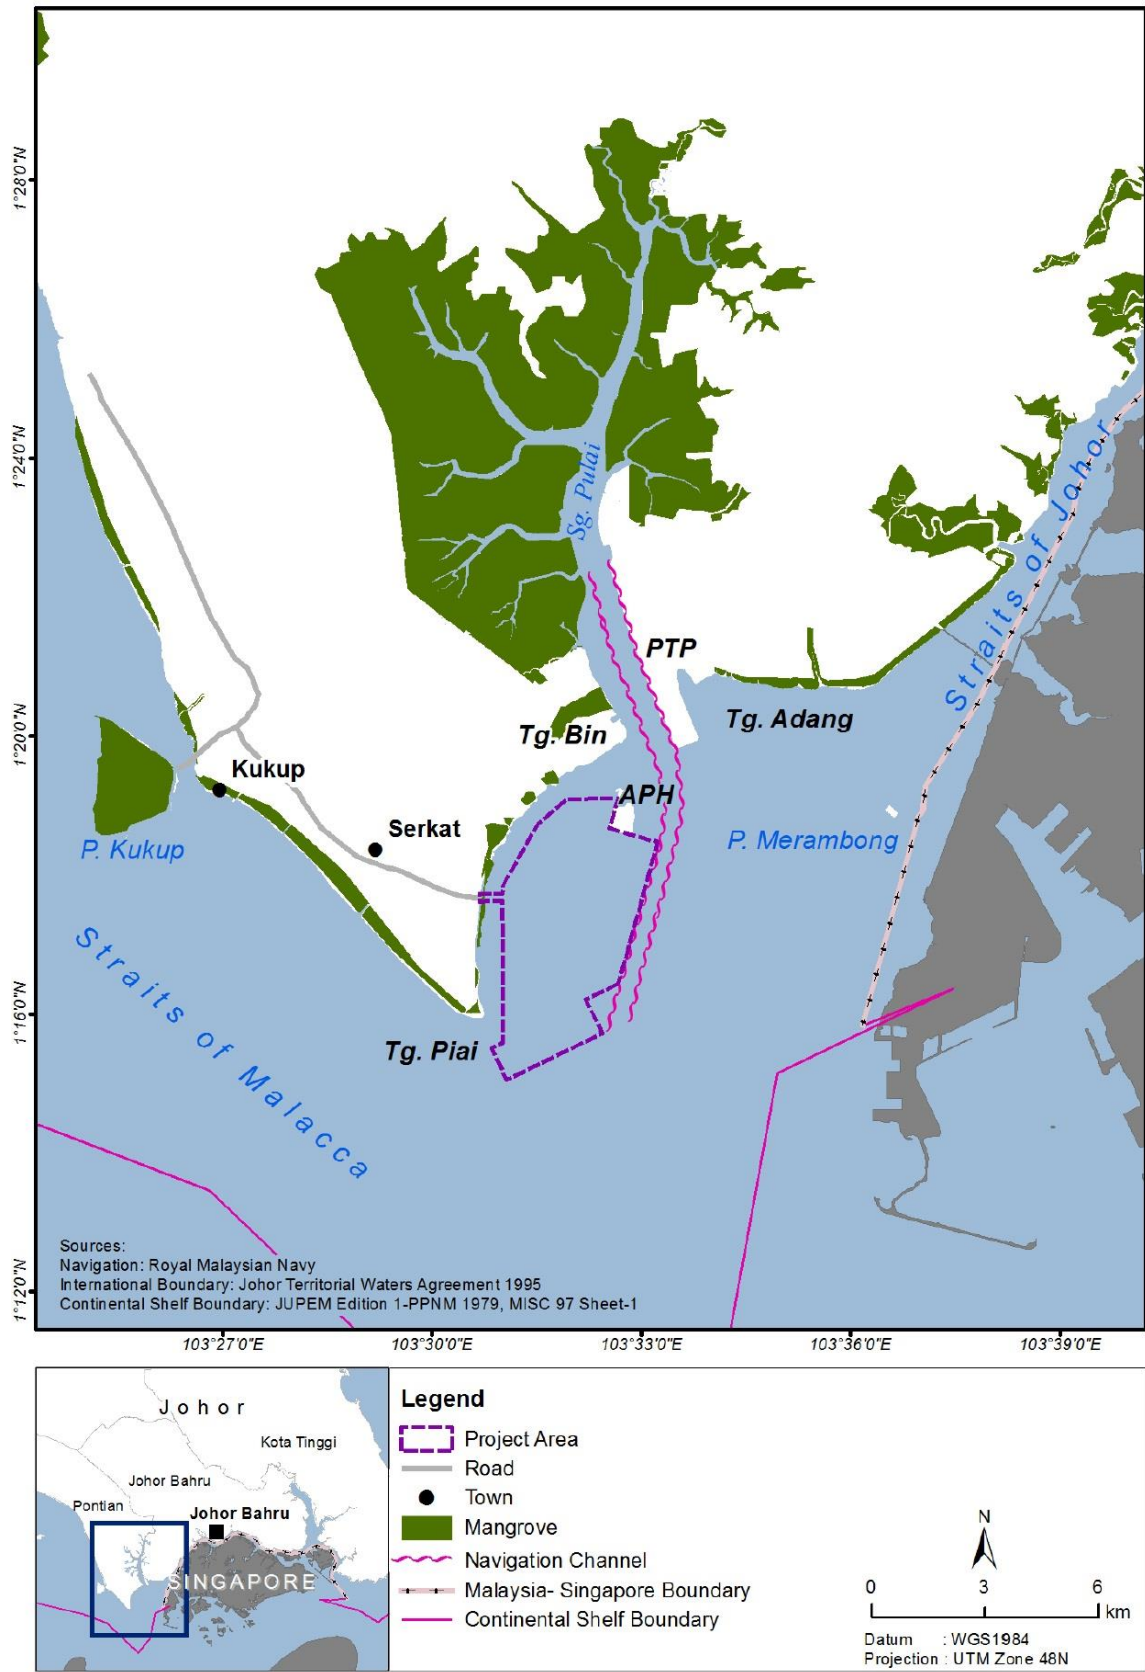 1°28'0"N
1°24'0"N
1°20'0"N
1°16'0"N
1°12'0"N
Sg. Pulai
Straits of Johor
PTP
Tg. Bin
Tg. Adang
Kukup
APH
Serkat
P. Kukup
P. Merambong
Straits of Malacca
Tg. Piai
Sources:
Navigation: Royal Malaysian Navy
International Boundary: Johor Territorial Waters Agreement 1995
Continental Shelf Boundary: JUPEM Edition 1-PPNM 1979, MISC 97 Sheet-1
103°27'0"E
103°30'0"E
103°33'0"E
103°36'0"E
103°39'0"E
Johor
Kota Tinggi
Johor Bahru
Pontian
Johor Bahru
SINGAPORE
Legend
Project Area
Road
Town
Mangrove
Navigation Channel
Malaysia- Singapore Boundary
Continental Shelf Boundary
N
0 3 6
km
Datum : WGS1984
Projection : UTM Zone 48N